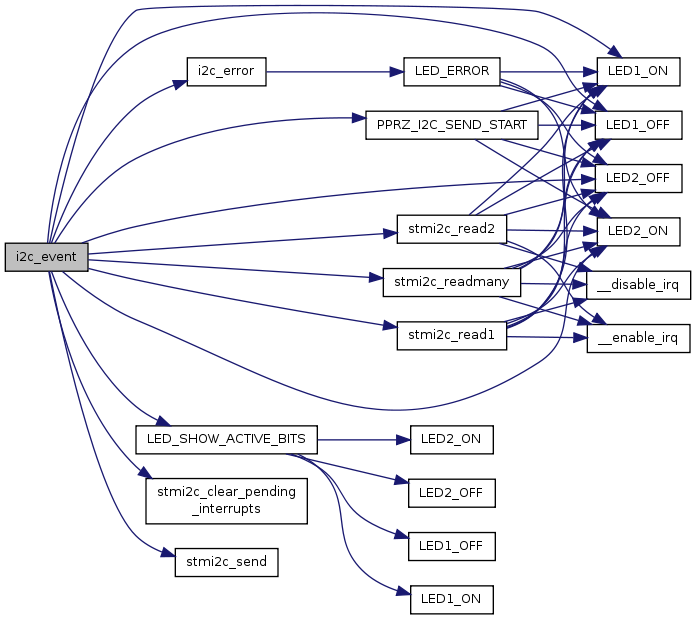 LED1_ON
i2c_error
LED_ERROR
PPRZ_I2C_SEND_START
LED1_OFF
LED2_OFF
stmi2c_read2
LED2_ON
i2c_event
stmi2c_readmany
__disable_irq
stmi2c_read1
__enable_irq
LED_SHOW_ACTIVE_BITS
LED2_ON
stmi2c_clear_pending
_interrupts
LED2_OFF
LED1_OFF
stmi2c_send
LED1_ON